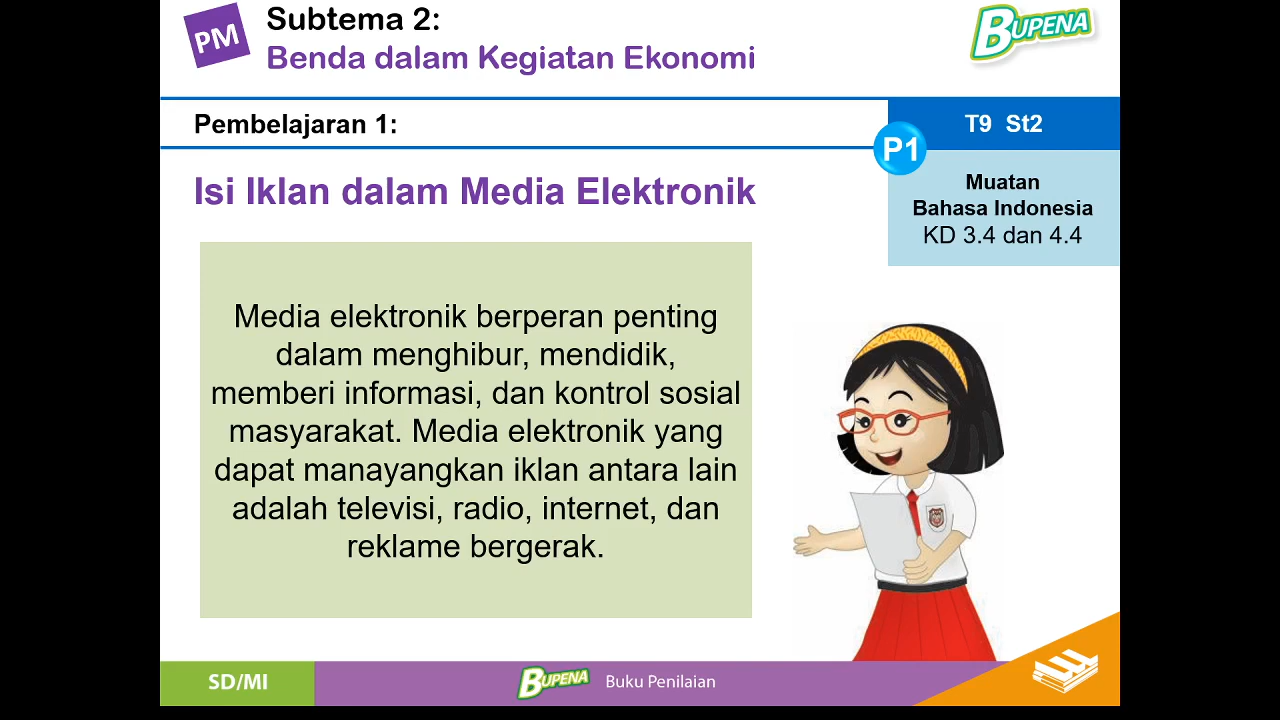 PM
Subtema 2:
Benda dalam Kegiatan Ekonomi
BUPENA
Pembelajaran 1:
P1
T9 St2
Muatan
Bahasa Indonesia
KD 3.4 dan 4.4
Isi Iklan dalam Media Elektronik
Media elektronik berperan penting
dalam menghibur, mendidik,
memberi informasi, dan kontrol sosial
masyarakat. Media elektronik yang
dapat manayangkan iklan antara lain
adalah televisi, radio, internet, dan
reklame bergerak.
SD/MI
BUPENA
Buku Penilaian